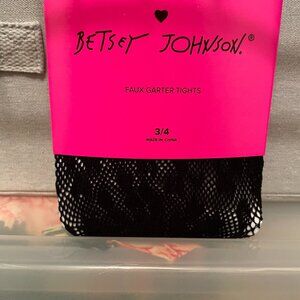 BETSEY JOHNSON®
FAUX GARTER TIGHTS
3/4
MADE IN CHINA